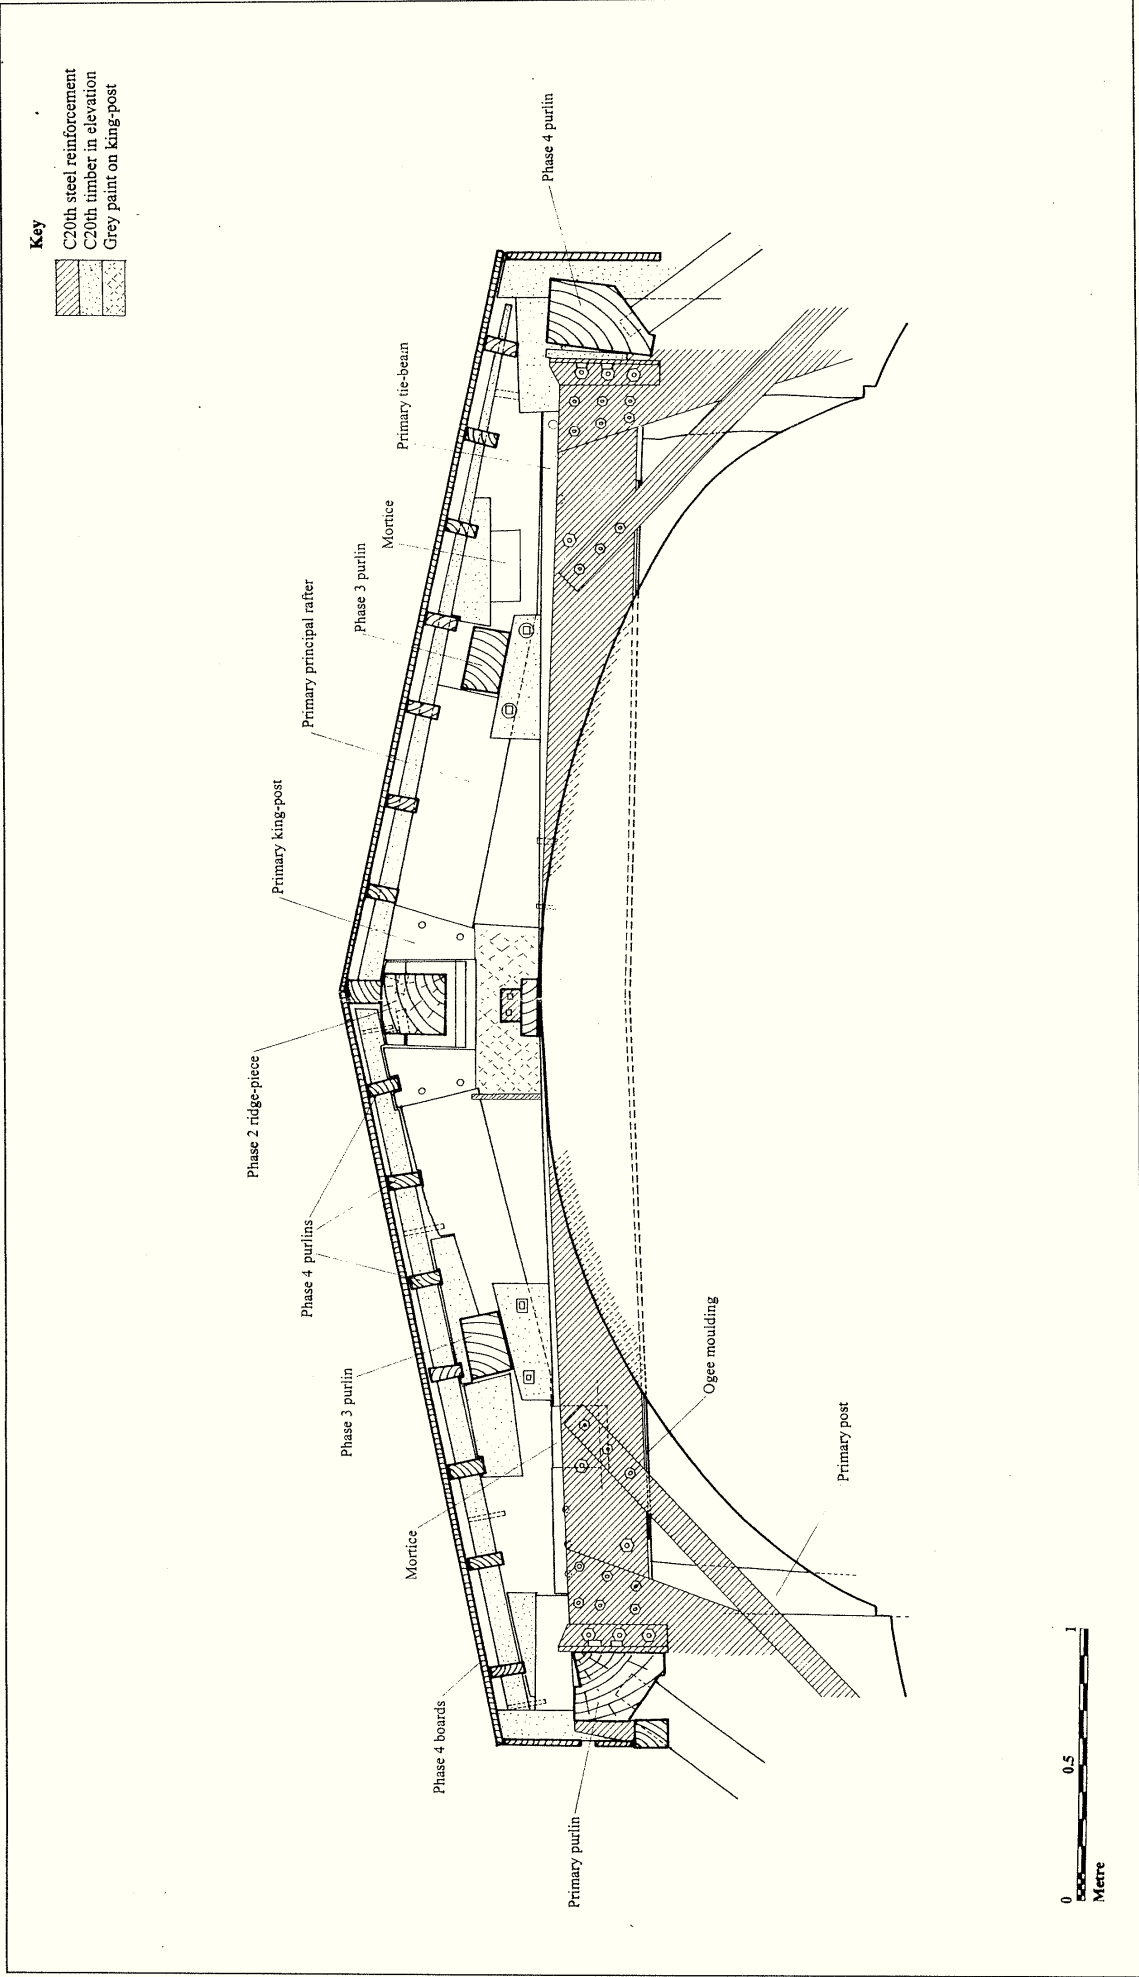 Key
C20th steel reinforcement
C20th timber in elevation
Grey paint on king-post
Phase 4 purlin
Primary tie-beam
Mortice
Phase 3 purlin
Primary principal rafter
Primary king-post
Phase 2 ridge-piece
Phase 4 purlins
Phase 3 purlin
Mortice
Phase 4 boards
Primary purlin
Ogee moulding
Primary post
0
0.5
1
Metre